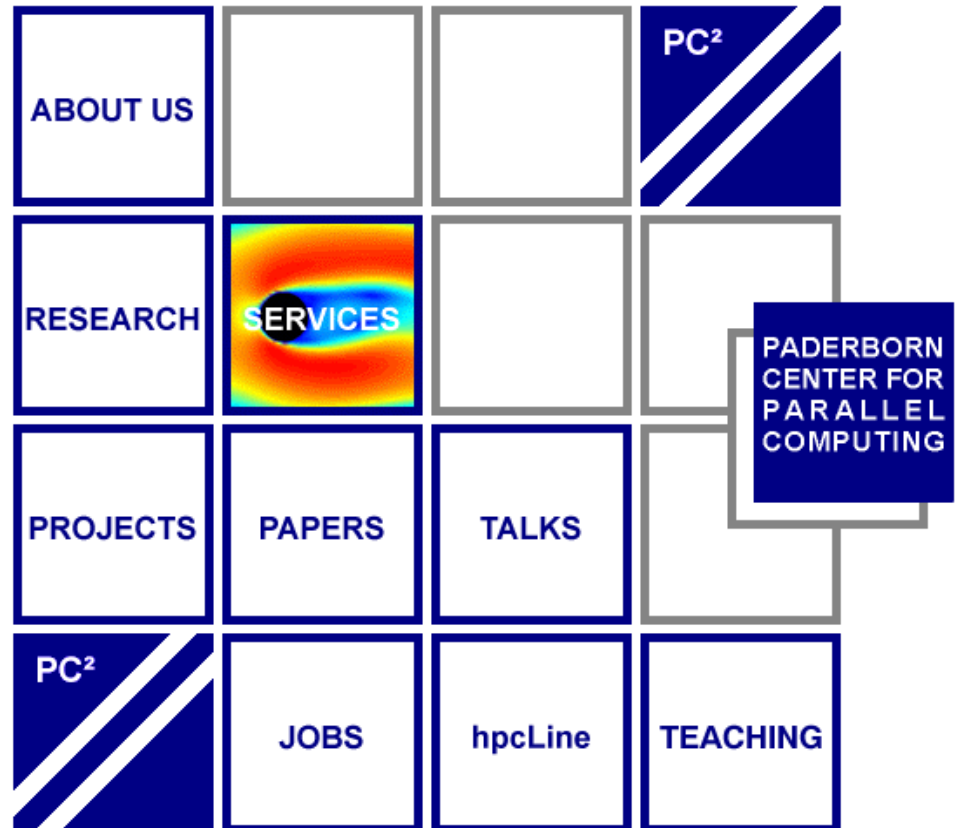 ABOUT US
PC²
RESEARCH
SERVICES
PADERBORN
CENTER FOR
PARALLEL
COMPUTING
PROJECTS
PAPERS
TALKS
PC²
JOBS
hpcLine
TEACHING